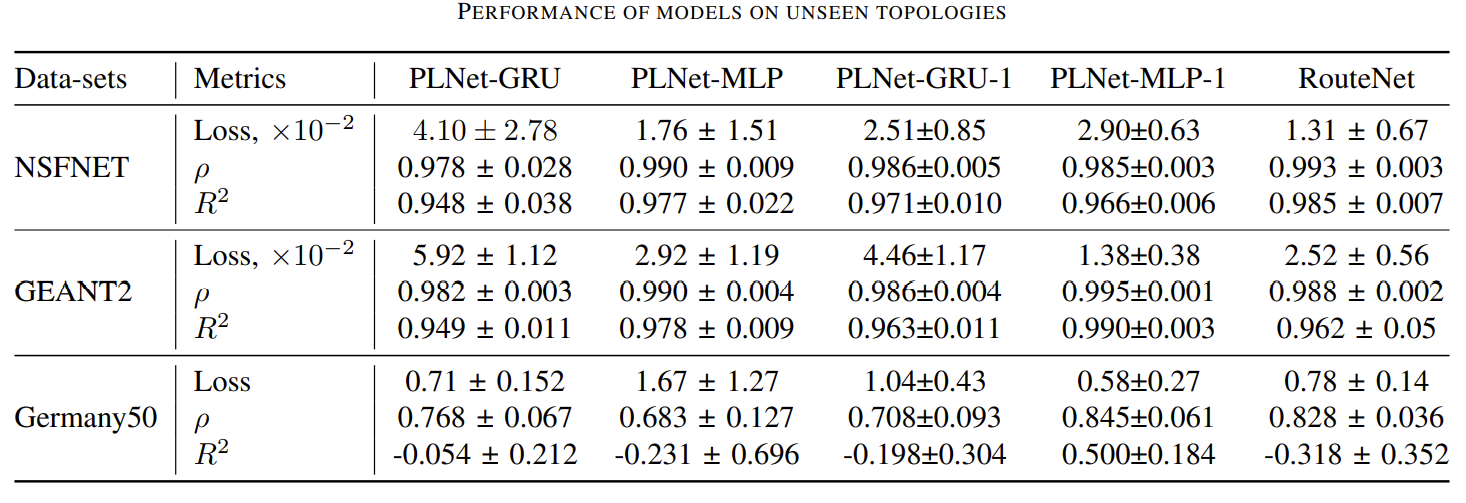 PERFORMANCE OF MODELS ON UNSEEN TOPOLOGIES
Data-sets Metrics PLNet-GRU PLNet-MLP PLNet-GRU-1 PLNet-MLP-1 RouteNet
Loss, ×10⁻² 4.10 ± 2.78 1.76 ± 1.51 2.51±0.85 2.90±0.63 1.31 ± 0.67
NSFNET ρ 0.978 ± 0.028 0.990 ± 0.009 0.986±0.005 0.985±0.003 0.993 ± 0.003
R² 0.948 ± 0.038 0.977 ± 0.022 0.971±0.010 0.966±0.006 0.985 ± 0.007
Loss, ×10⁻² 5.92 ± 1.12 2.92 ± 1.19 4.46±1.17 1.38±0.38 2.52 ± 0.56
GEANT2 ρ 0.982 ± 0.003 0.990 ± 0.004 0.986±0.004 0.995±0.001 0.988 ± 0.002
R² 0.949 ± 0.011 0.978 ± 0.009 0.963±0.011 0.990±0.003 0.962 ± 0.05
Loss 0.71 ± 0.152 1.67 ± 1.27 1.04±0.43 0.58±0.27 0.78 ± 0.14
Germany50 ρ 0.768 ± 0.067 0.683 ± 0.127 0.708±0.093 0.845±0.061 0.828 ± 0.036
R² -0.054 ± 0.212 -0.231 ± 0.696 -0.198±0.304 0.500±0.184 -0.318 ± 0.352